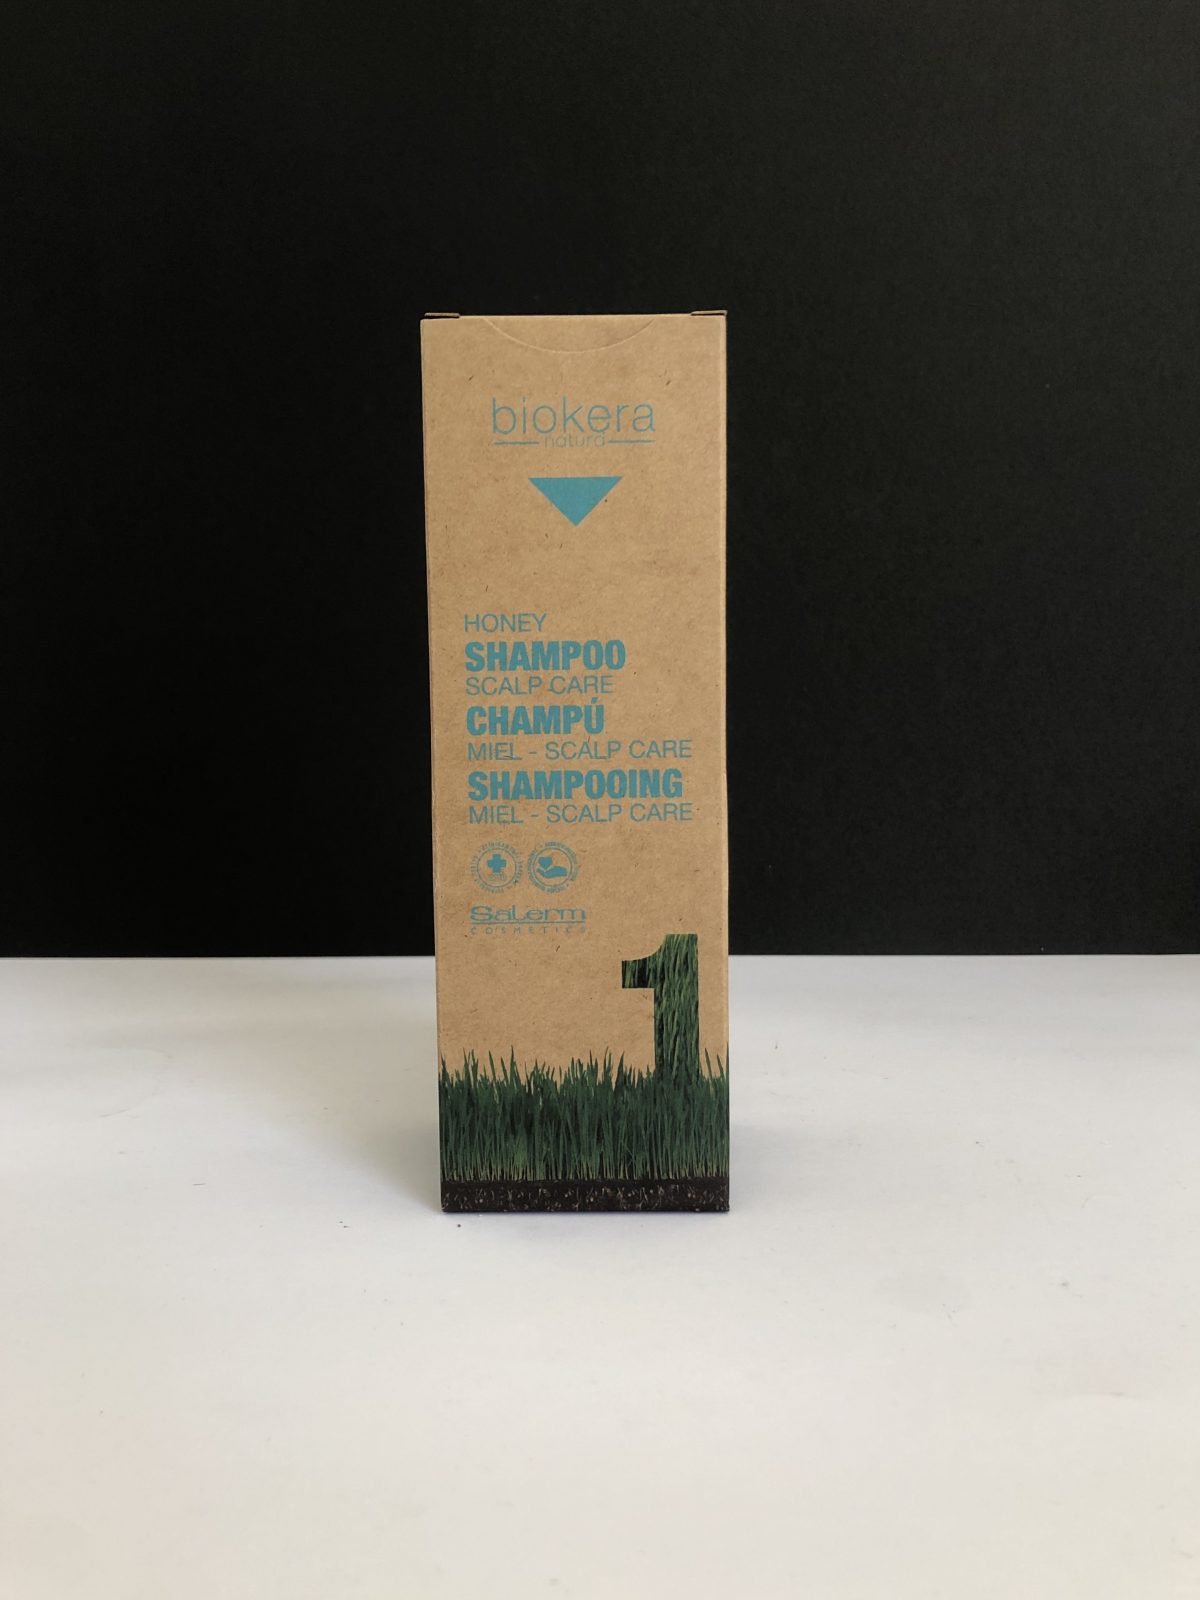 biokera
natura
HONEY
SHAMPOO
SCALP CARE
CHAMPÚ
MIEL - SCALP CARE
SHAMPOOING
MIEL - SCALP CARE
Salerm
COSMETICS
1